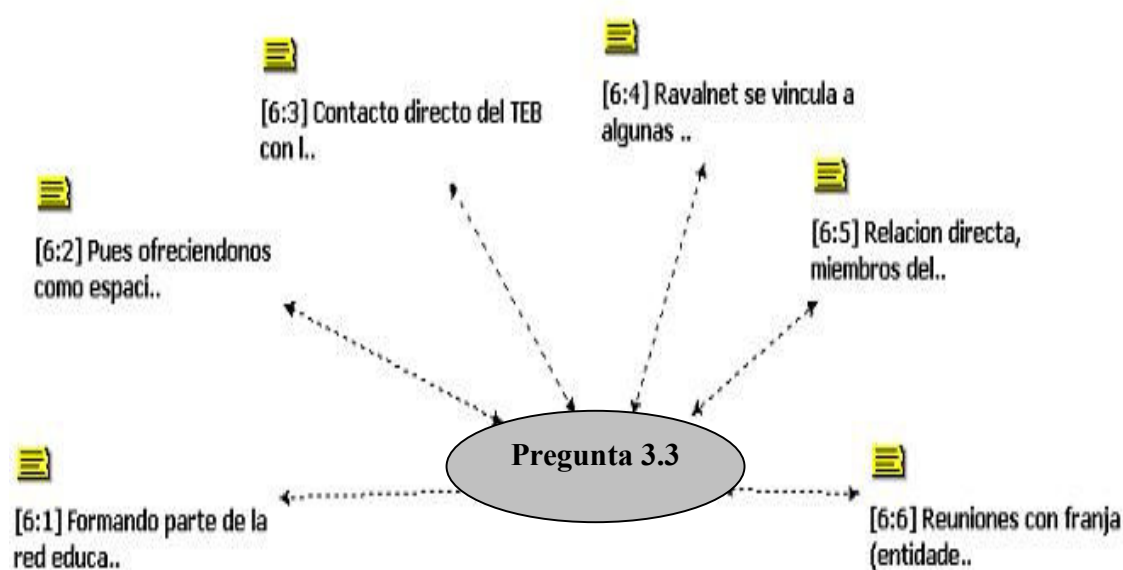 [6:4] Ravalnet se vincula a
algunas ..
[6:3] Contacto directo del TEB
con l..
[6:5] Relacion directa,
miembros del..
[6:2] Pues ofreciendonos
como espaci..
Pregunta 3.3
[6:1] Formando parte de la
red educa..
[6:6] Reuniones con franja
(entidade..